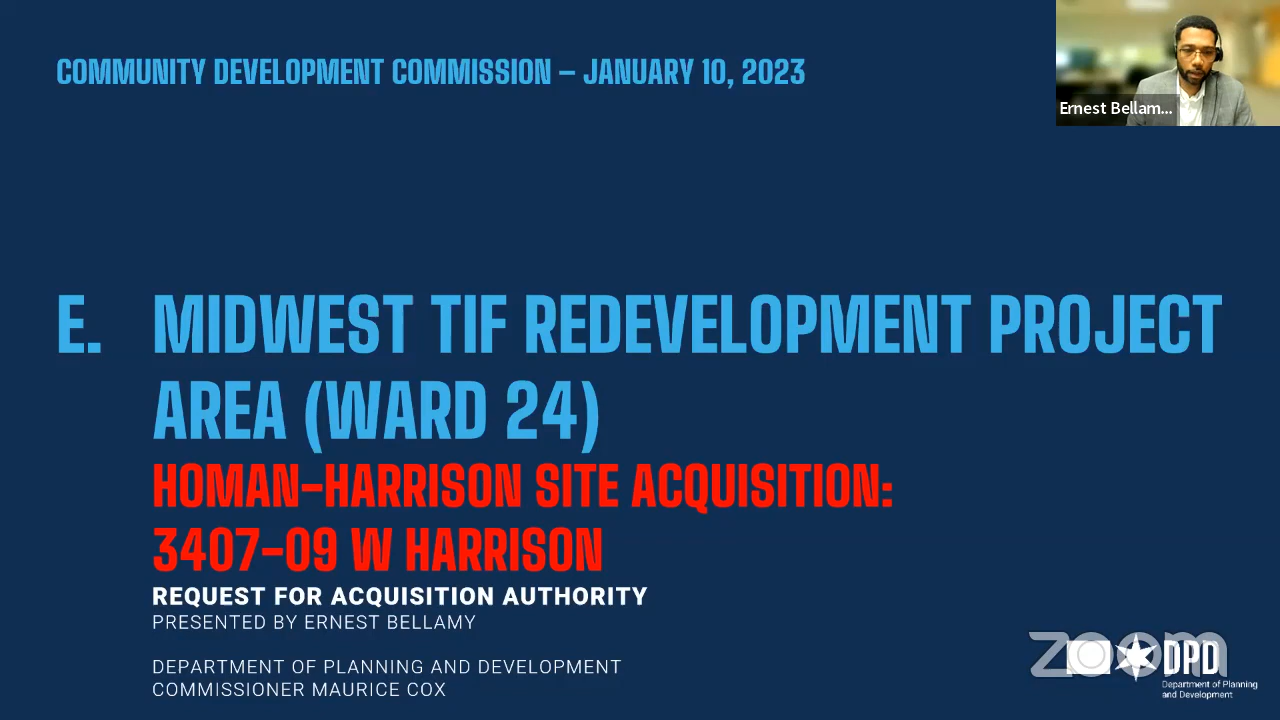 COMMUNITY DEVELOPMENT COMMISSION – JANUARY 10, 2023
Ernest Bellam...
E. MIDWEST TIF REDEVELOPMENT PROJECT
AREA (WARD 24)
HOMAN-HARRISON SITE ACQUISITION:
3407-09 W HARRISON
REQUEST FOR ACQUISITION AUTHORITY
PRESENTED BY ERNEST BELLAMY
DEPARTMENT OF PLANNING AND DEVELOPMENT
COMMISSIONER MAURICE COX
zoom
DPD
Department of Planning
and Development